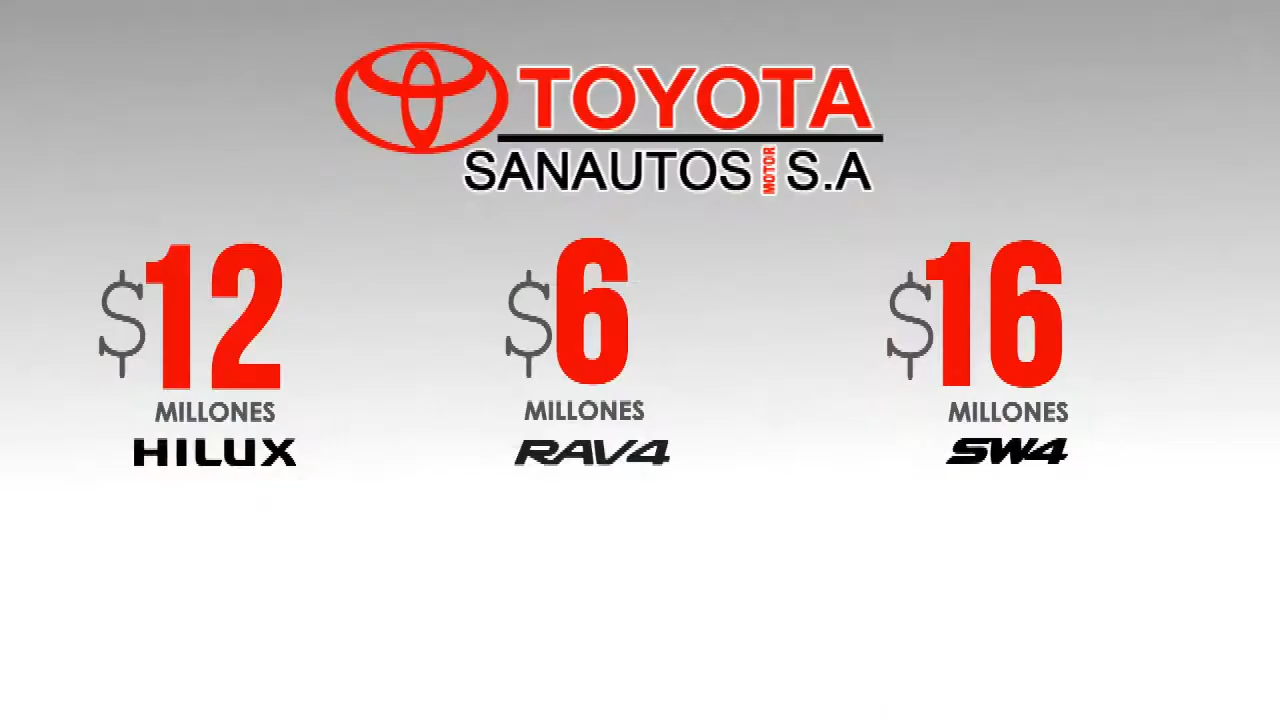 TOYOTA
SANAUTOS MOTOR S.A
$12
MILLONES
HILUX
$6
MILLONES
RAV4
$16
MILLONES
SW4